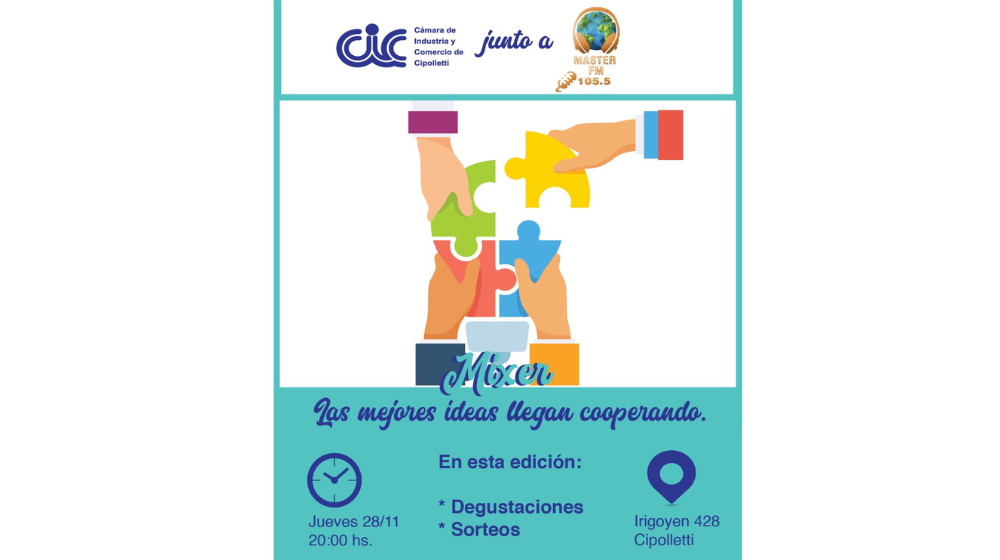 cic
Cámara de
Industria y
Comercio de
Cipolletti
junto a
MASTER
FM
105.5
Mixer
Las mejores ideas llegan cooperando.
En esta edición:
* Degustaciones
* Sorteos
Jueves 28/11
20:00 hs.
Irigoyen 428
Cipolletti